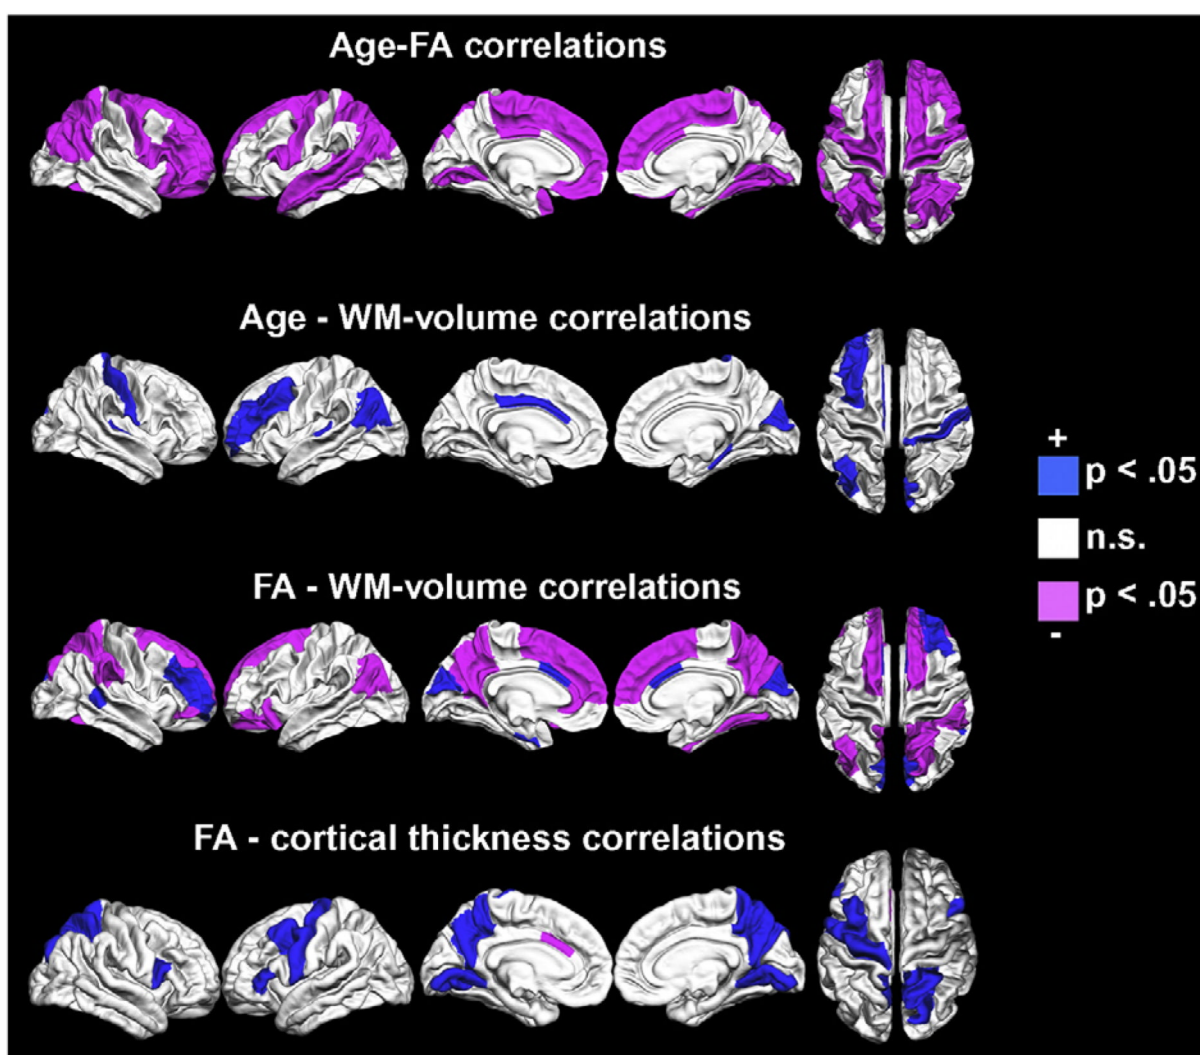 Age-FA correlations
Age - WM-volume correlations
+
p < .05
n.s.
p < .05
-
FA - WM-volume correlations
FA - cortical thickness correlations